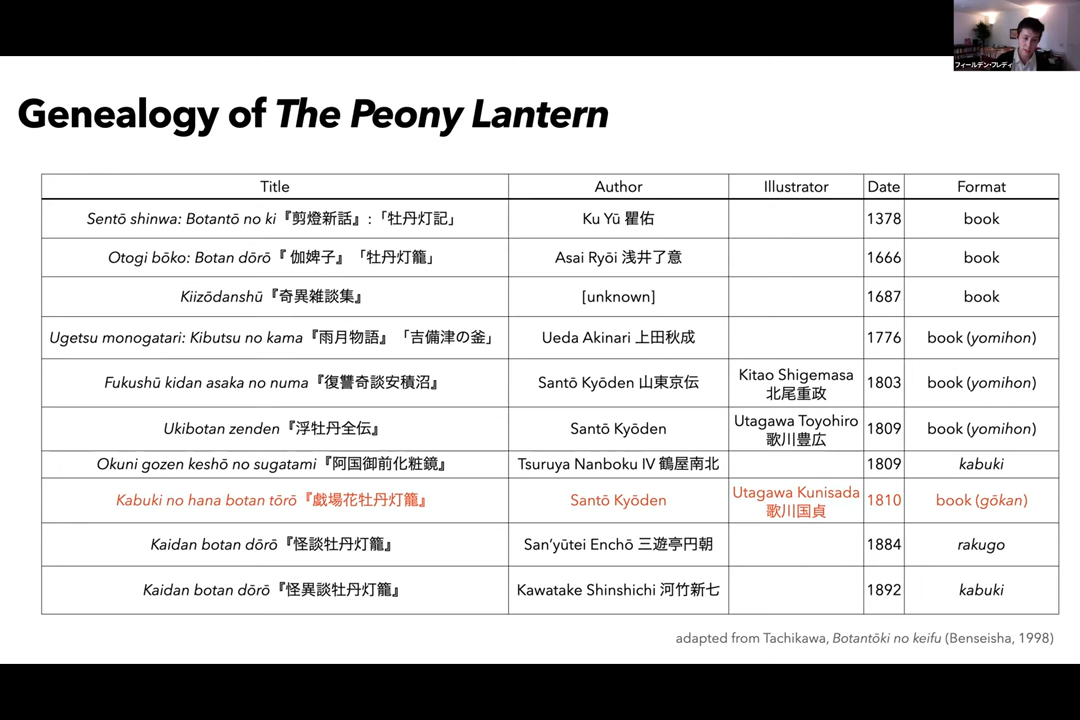 フィールデン・フレディ
Genealogy of The Peony Lantern
Title Author Illustrator Date Format
Sentō shinwa: Botantō no ki『剪燈新話』:「牡丹灯記」 Ku Yū 瞿佑 1378 book
Otogi bōko: Botan dōrō『 伽婢子』「牡丹灯籠」 Asai Ryōi 浅井了意 1666 book
Kiizōdanshū『奇異雑談集』 [unknown] 1687 book
Ugetsu monogatari: Kibutsu no kama『雨月物語』「吉備津の釜」 Ueda Akinari 上田秋成 1776 book (yomihon)
Fukushū kidan asaka no numa『復讐奇談安積沼』 Santō Kyōden 山東京伝 Kitao Shigemasa 北尾重政 1803 book (yomihon)
Ukibotan zenden『浮牡丹全伝』 Santō Kyōden Utagawa Toyohiro 歌川豊広 1809 book (yomihon)
Okuni gozen keshō no sugatami『阿国御前化粧鏡』 Tsuruya Nanboku IV 鶴屋南北 1809 kabuki
Kabuki no hana botan tōrō『戯場花牡丹灯籠』 Santō Kyōden Utagawa Kunisada 歌川国貞 1810 book (gōkan)
Kaidan botan dōrō『怪談牡丹灯籠』 San’yūtei Enchō 三遊亭円朝 1884 rakugo
Kaidan botan dōrō『怪異談牡丹灯籠』 Kawatake Shinshichi 河竹新七 1892 kabuki
adapted from Tachikawa, Botantōki no keifu (Benseisha, 1998)